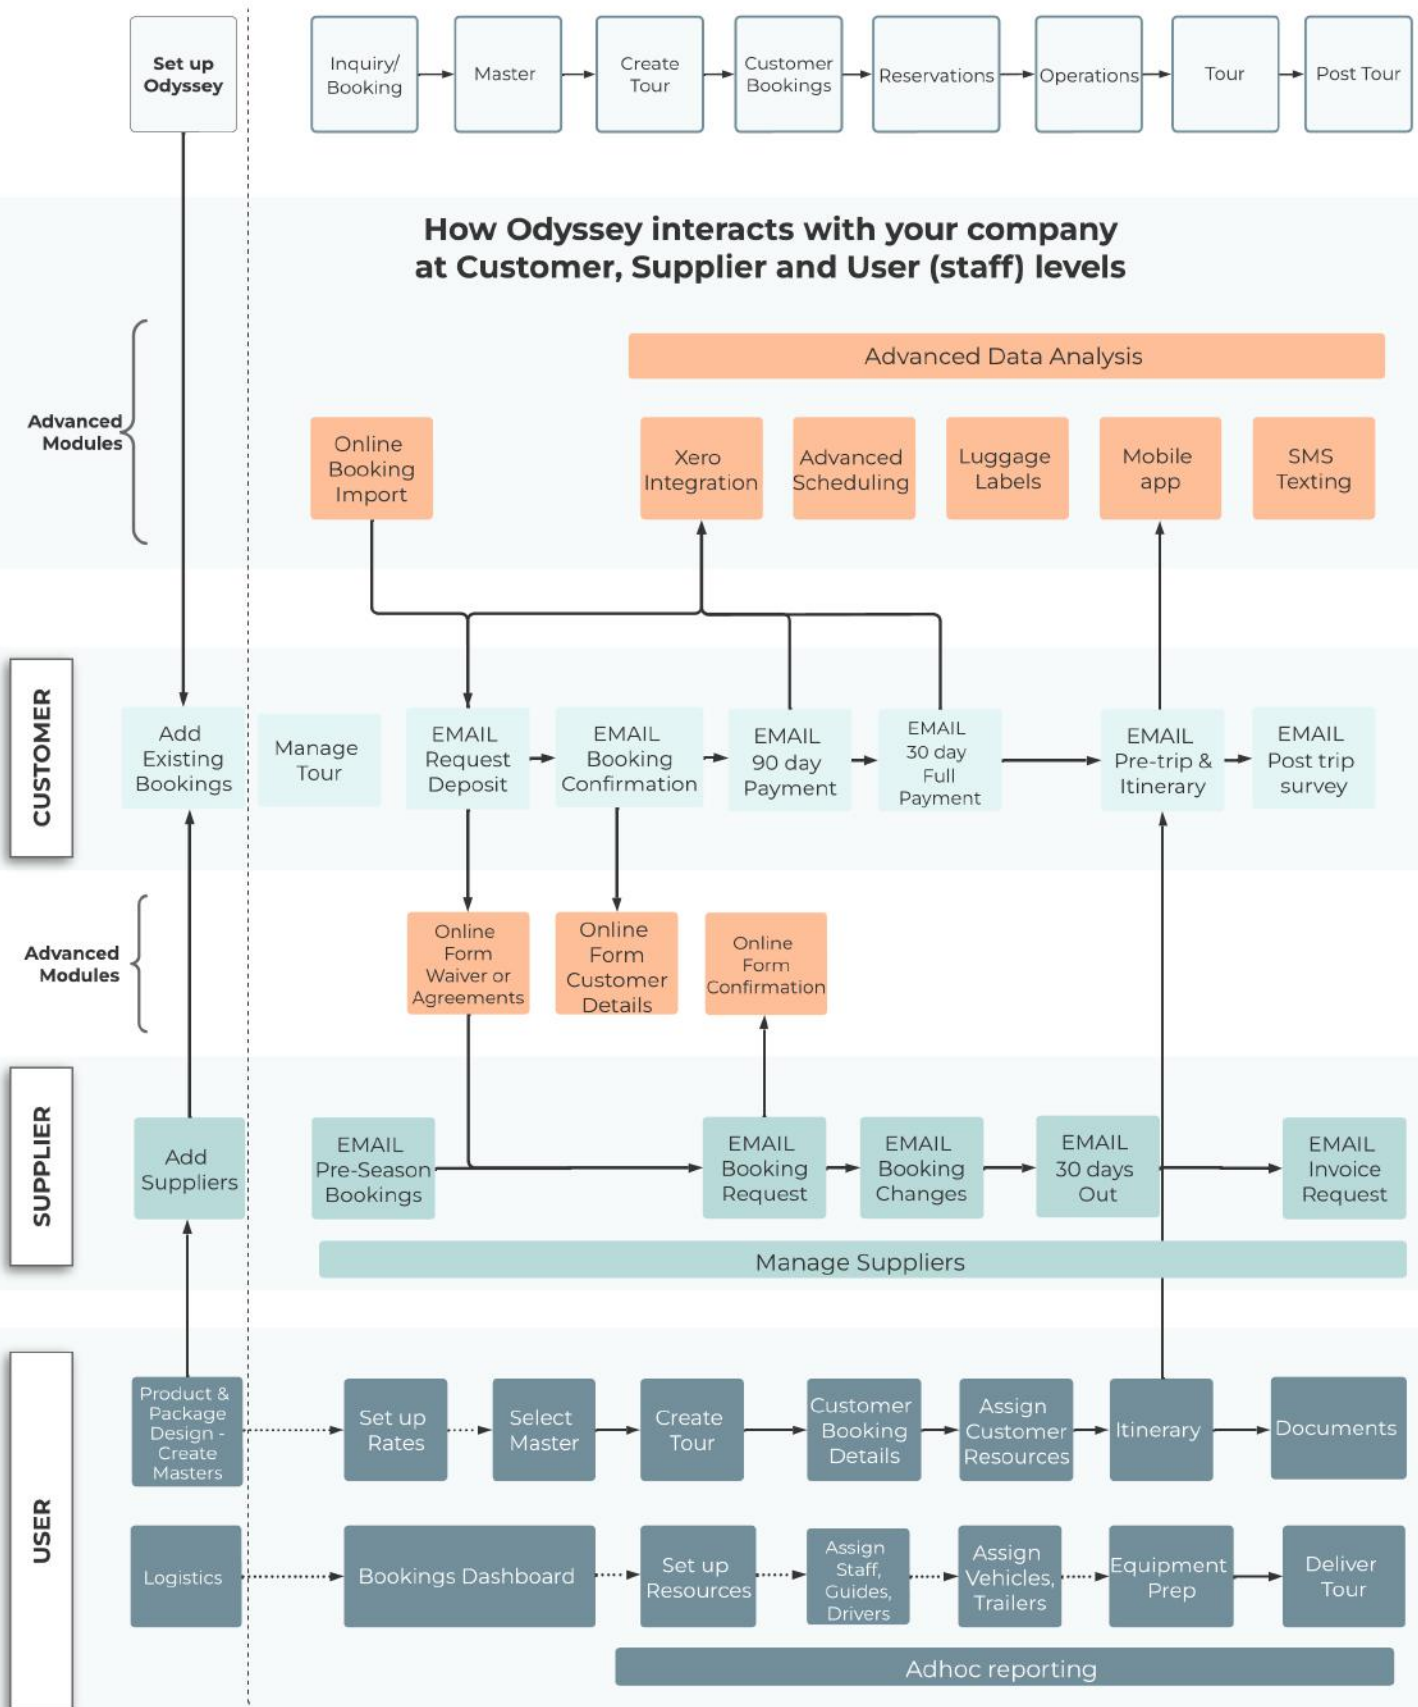 Set up
Odyssey
Inquiry/
Booking
Master
Create
Tour
Customer
Bookings
Reservations
Operations
Tour
Post Tour
How Odyssey interacts with your company
at Customer, Supplier and User (staff) levels
Advanced
Modules
Advanced Data Analysis
Online
Booking
Import
Xero
Integration
Advanced
Scheduling
Luggage
Labels
Mobile
app
SMS
Texting
CUSTOMER
Add
Existing
Bookings
Manage
Tour
EMAIL
Request
Deposit
EMAIL
Booking
Confirmation
EMAIL
90 day
Payment
EMAIL
30 day
Full
Payment
EMAIL
Pre-trip &
Itinerary
EMAIL
Post trip
survey
Advanced
Modules
Online
Form
Waiver or
Agreements
Online
Form
Customer
Details
Online
Form
Confirmation
SUPPLIER
Add
Suppliers
EMAIL
Pre-Season
Bookings
EMAIL
Booking
Request
EMAIL
Booking
Changes
EMAIL
30 days
Out
EMAIL
Invoice
Request
Manage Suppliers
USER
Product &
Package
Design -
Create
Masters
Set up
Rates
Select
Master
Create
Tour
Customer
Booking
Details
Assign
Customer
Resources
Itinerary
Documents
Logistics
Bookings Dashboard
Set up
Resources
Assign
Staff,
Guides,
Drivers
Assign
Vehicles,
Trailers
Equipment
Prep
Deliver
Tour
Adhoc reporting